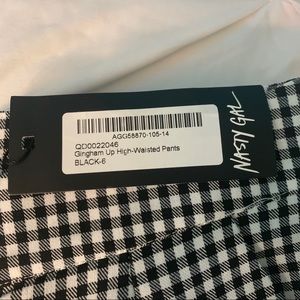 AGG58870-105-14
QD0022046
Gingham Up High-Waisted Pants
BLACK-6
NASTY GAL